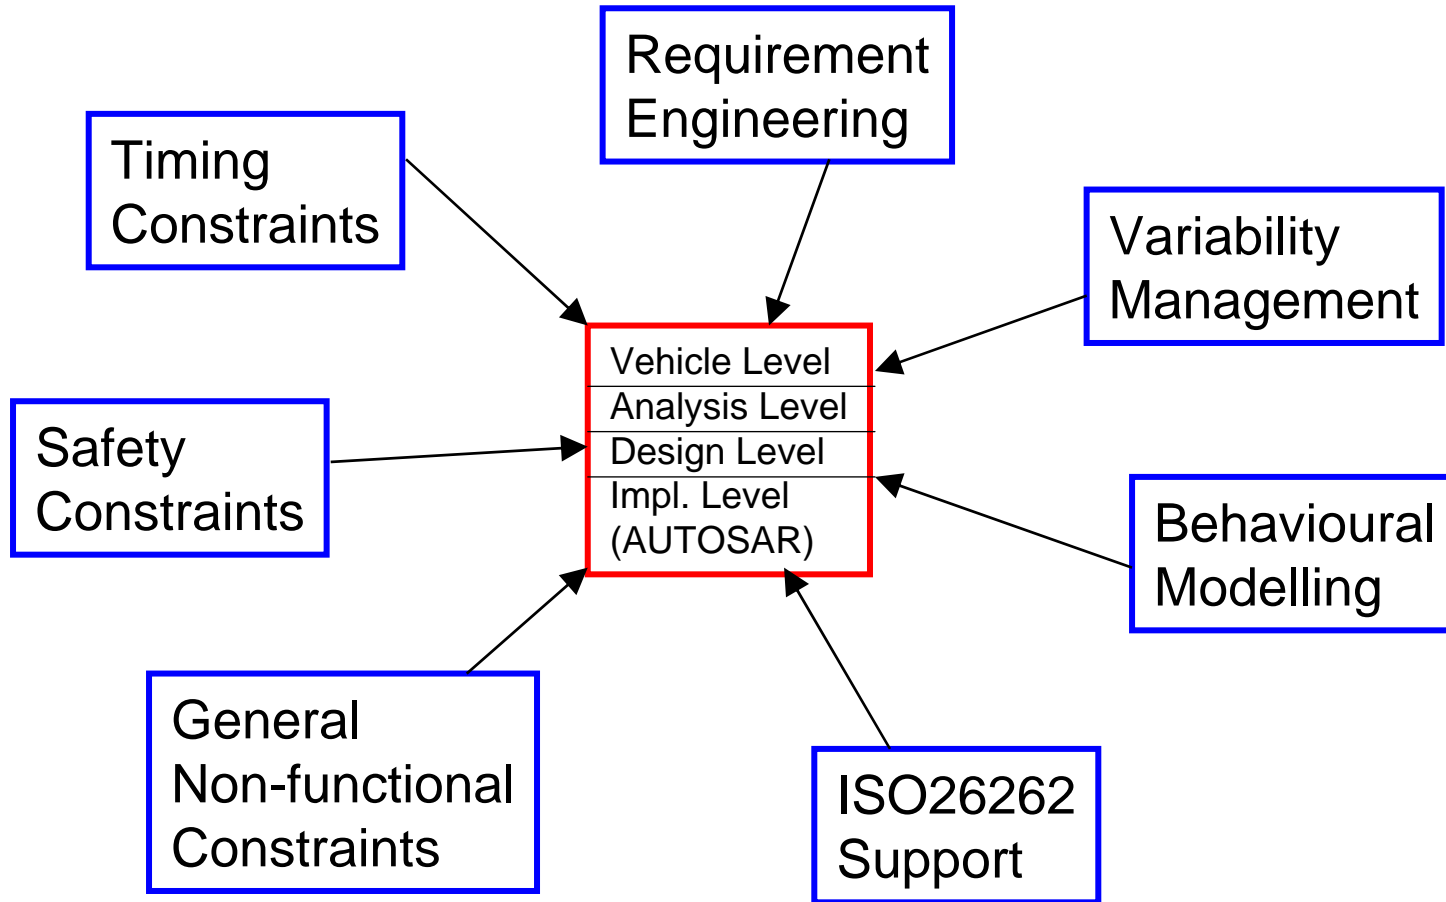 Requirement
Engineering
Timing
Constraints
Variability
Management
Vehicle Level
Analysis Level
Design Level
Impl. Level
(AUTOSAR)
Safety
Constraints
Behavioural
Modelling
General
Non-functional
Constraints
ISO26262
Support